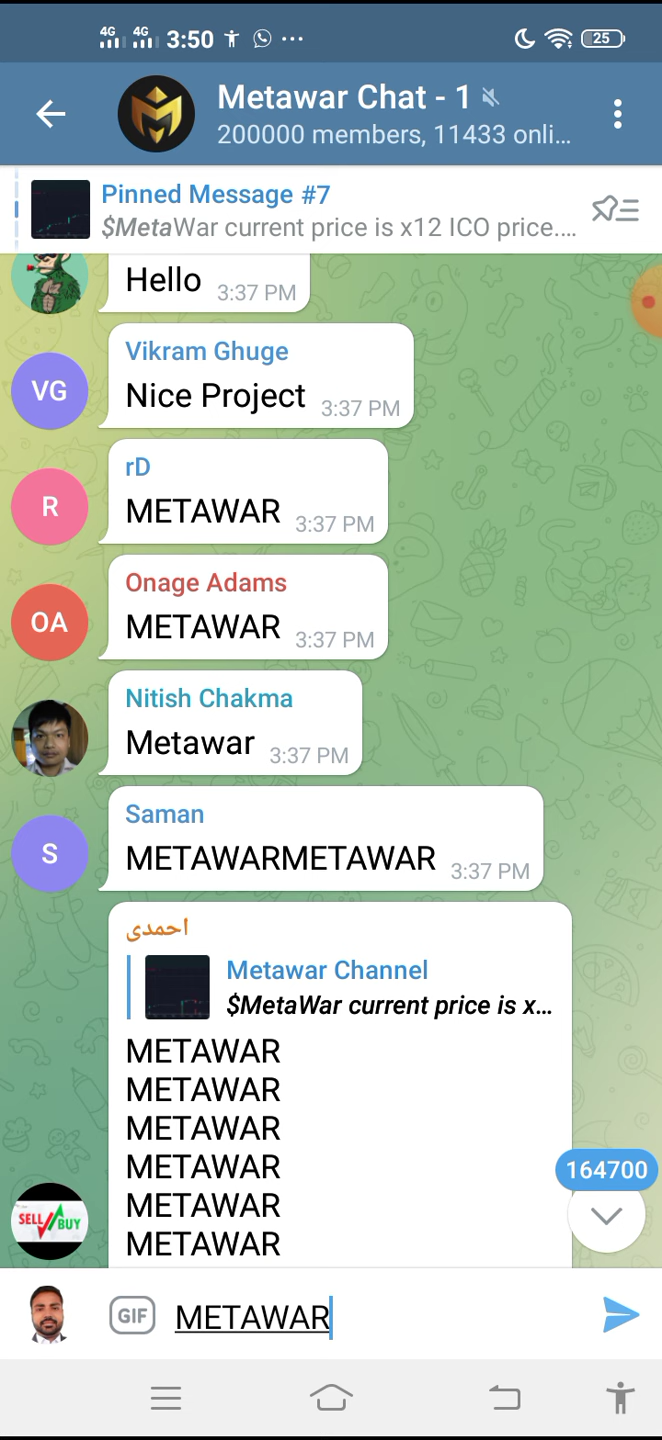 4G 4G 3:50 ... 25
Metawar Chat - 1
200000 members, 11433 onli...
Pinned Message #7
$MetaWar current price is x12 ICO price....
Hello 3:37 PM
Vikram Ghuge
VG
Nice Project 3:37 PM
rD
R
METAWAR 3:37 PM
Onage Adams
OA
METAWAR 3:37 PM
Nitish Chakma
Metawar 3:37 PM
Saman
S
METAWARMETAWAR 3:37 PM
احمدی
Metawar Channel
$MetaWar current price is x...
METAWAR
METAWAR
METAWAR
METAWAR
METAWAR
METAWAR
164700
SELL BUY
GIF METAWAR